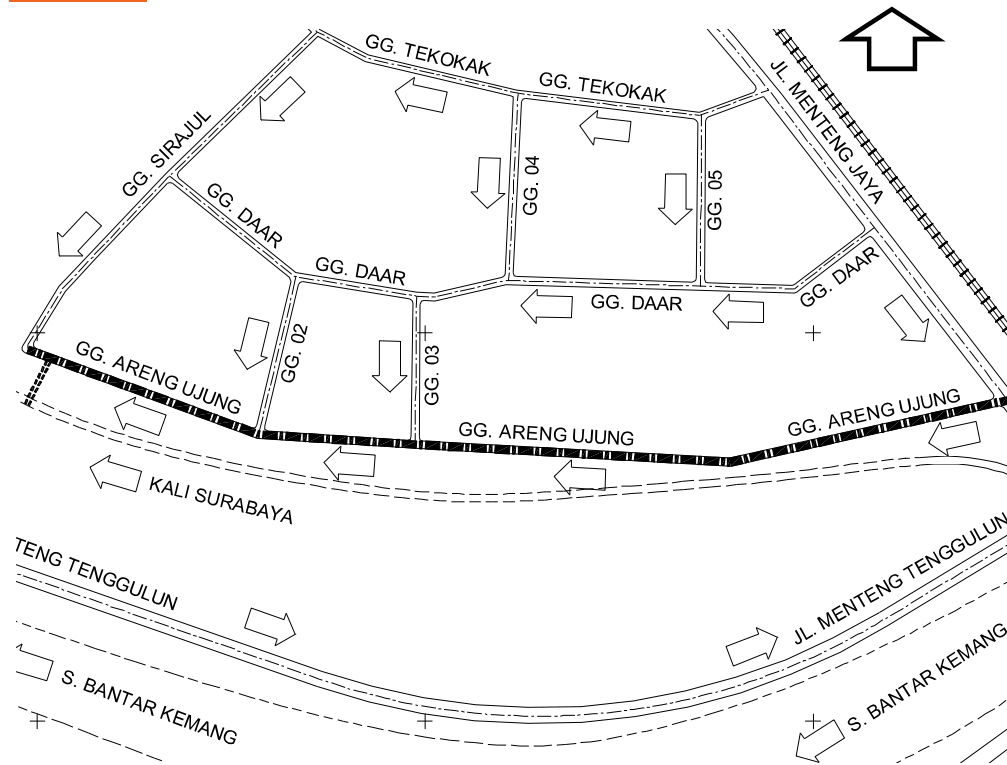 GG. TEKOKAK
GG. TEKOKAK
JL. MENTENG JAYA
GG. SIRAJUL
GG. 04
GG. 05
GG. DAAR
GG. DAAR
GG. DAAR
GG. DAAR
GG. 02
GG. 03
GG. ARENG UJUNG
GG. ARENG UJUNG
GG. ARENG UJUNG
KALI SURABAYA
TENG TENGGULUN
JL. MENTENG TENGGULUN
S. BANTAR KEMANG
S. BANTAR KEMANG